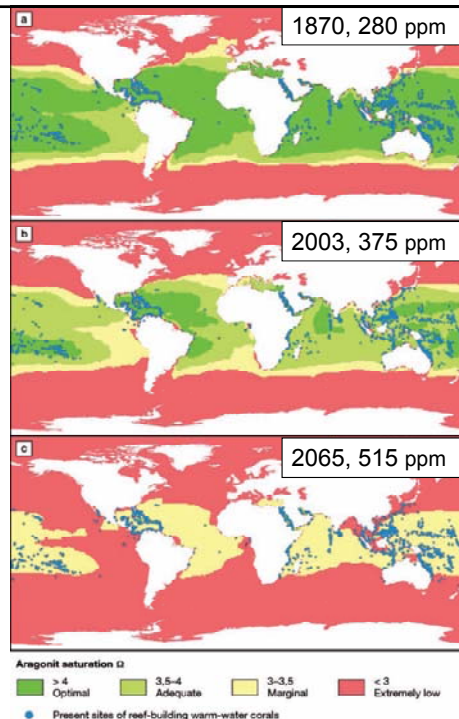 a
1870, 280 ppm
b
2003, 375 ppm
c
2065, 515 ppm
Aragonit saturation Ω
> 4
Optimal
3,5-4
Adequate
3-3,5
Marginal
< 3
Extremely low
Present sites of reef-building warm-water corals